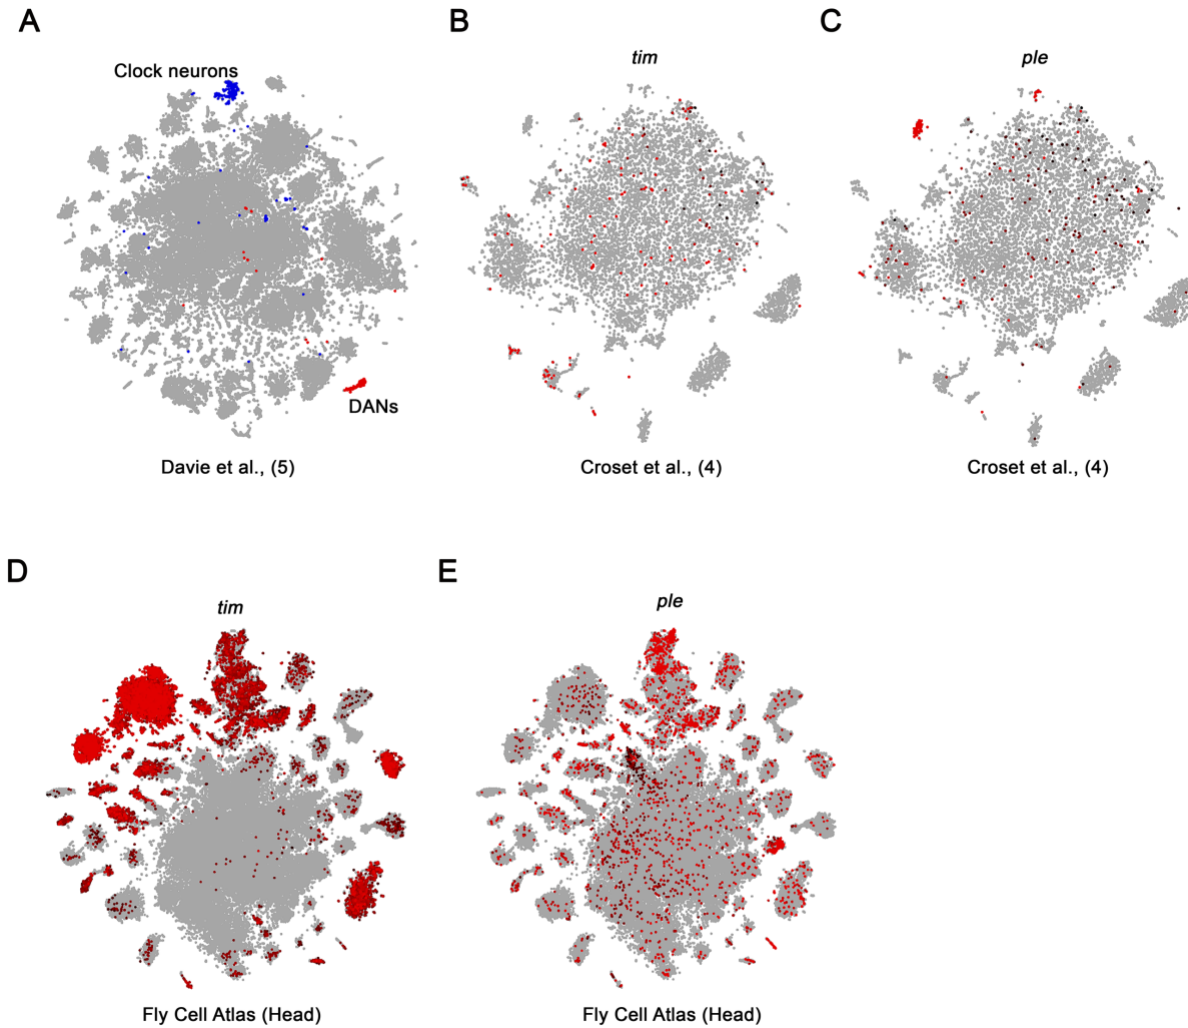 A
B
C
tim
ple
Clock neurons
DANs
Davie et al., (5)
Croset et al., (4)
Croset et al., (4)
D
E
tim
ple
Fly Cell Atlas (Head)
Fly Cell Atlas (Head)